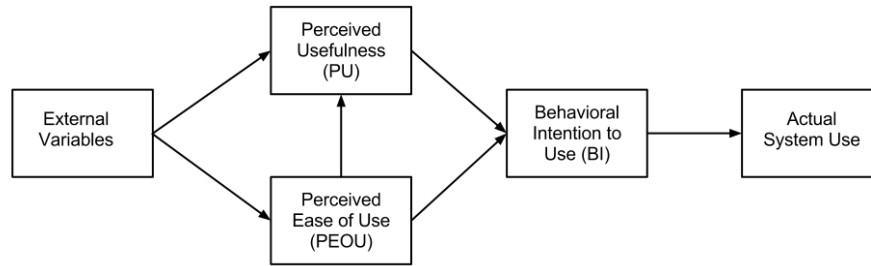 External
Variables
Perceived
Usefulness
(PU)
Perceived
Ease of Use
(PEOU)
Behavioral
Intention to
Use (BI)
Actual
System Use